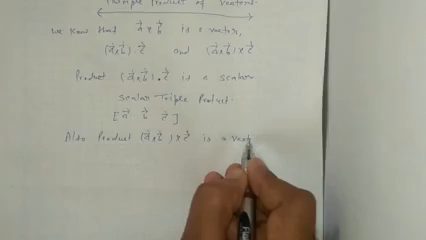 Triple Product of Vectors
we know that a⃗ x b⃗ is a vector,
(a⃗ x b⃗). c⃗ and (a⃗ x b⃗) x c⃗
Product (a⃗ x b⃗). c⃗ is a scalar
scalar Triple Product.
[ a⃗ b⃗ c⃗ ]
Also Product (a⃗ x b⃗) x c⃗ is a vect